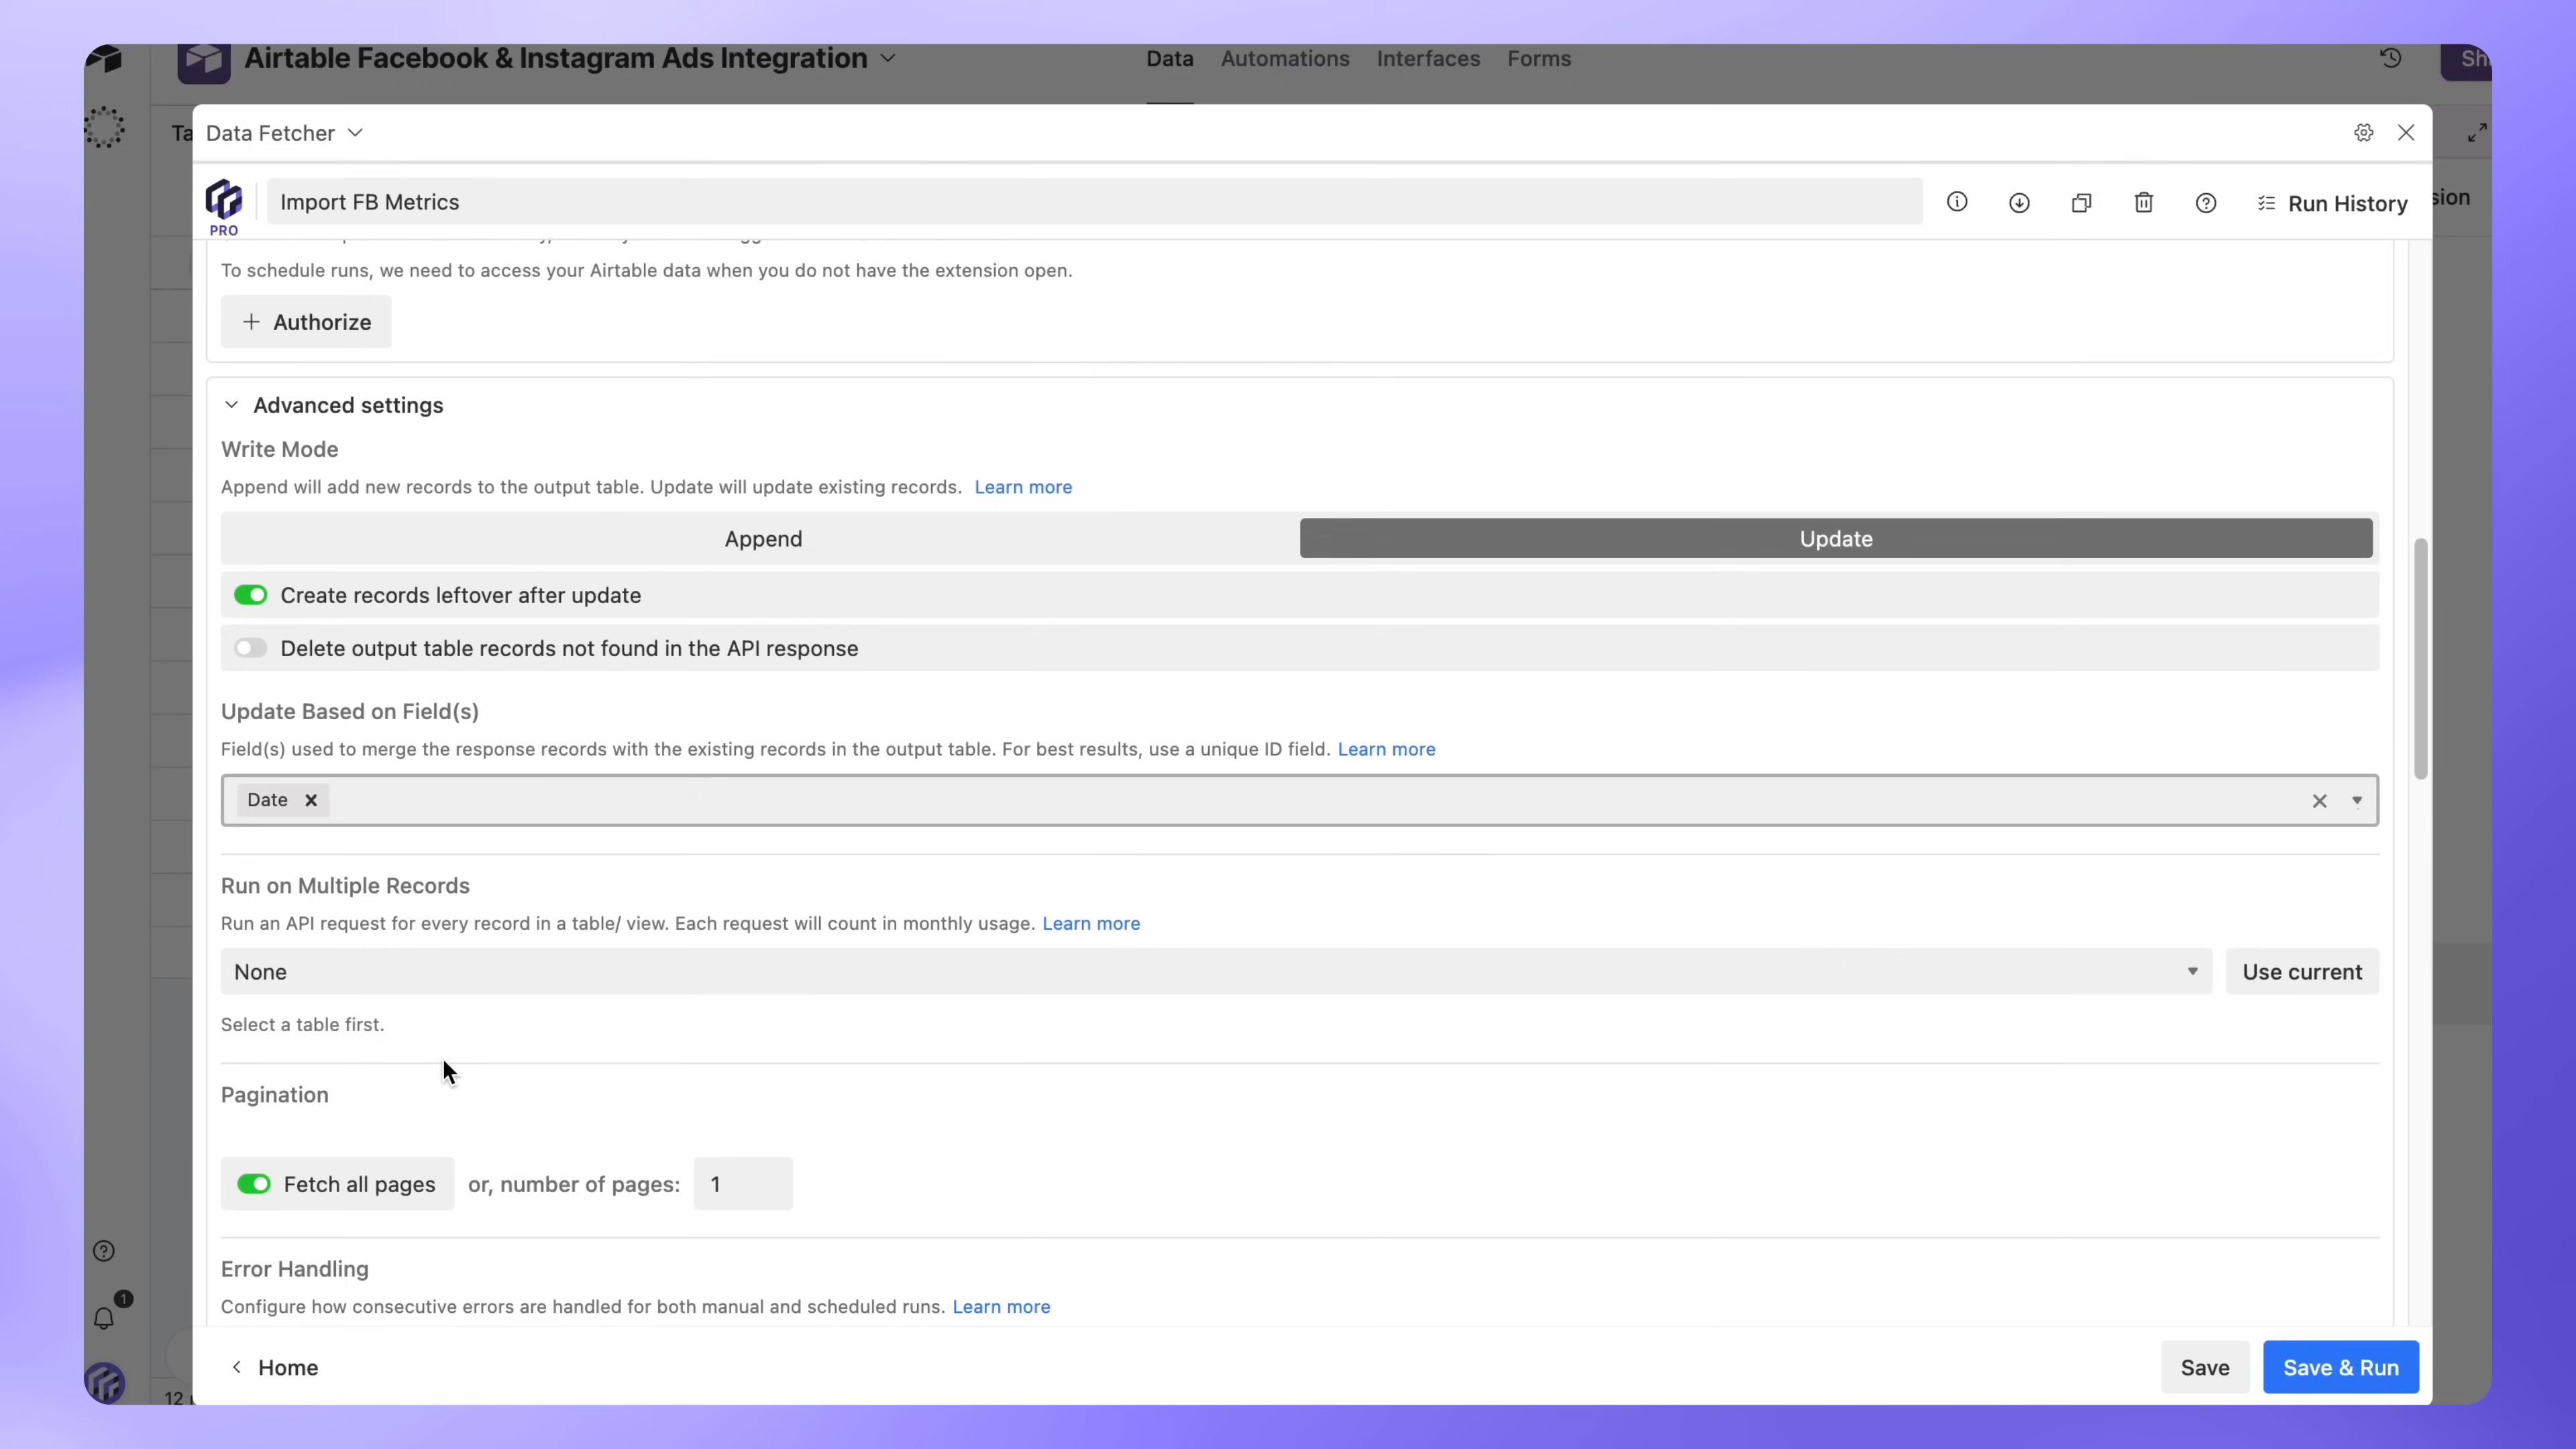 Airtable Facebook & Instagram Ads Integration
Data Automations Interfaces Forms
Data Fetcher
PRO
Import FB Metrics
Run History
To schedule runs, we need to access your Airtable data when you do not have the extension open.
+ Authorize
Advanced settings
Write Mode
Append will add new records to the output table. Update will update existing records. Learn more
Append Update
Create records leftover after update
Delete output table records not found in the API response
Update Based on Field(s)
Field(s) used to merge the response records with the existing records in the output table. For best results, use a unique ID field. Learn more
Date
Run on Multiple Records
Run an API request for every record in a table/ view. Each request will count in monthly usage. Learn more
None Use current
Select a table first.
Pagination
Fetch all pages or, number of pages: 1
Error Handling
1
Configure how consecutive errors are handled for both manual and scheduled runs. Learn more
Home Save Save & Run
12